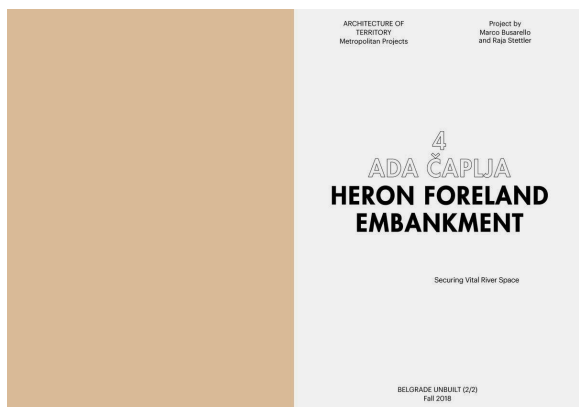 ARCHITECTURE OF
TERRITORY
Metropolitan Projects
Project by
Marco Busarello
and Raja Stettler
4
ADA ČAPLJA
HERON FORELAND
EMBANKMENT
Securing Vital River Space
BELGRADE UNBUILT (2/2)
Fall 2018